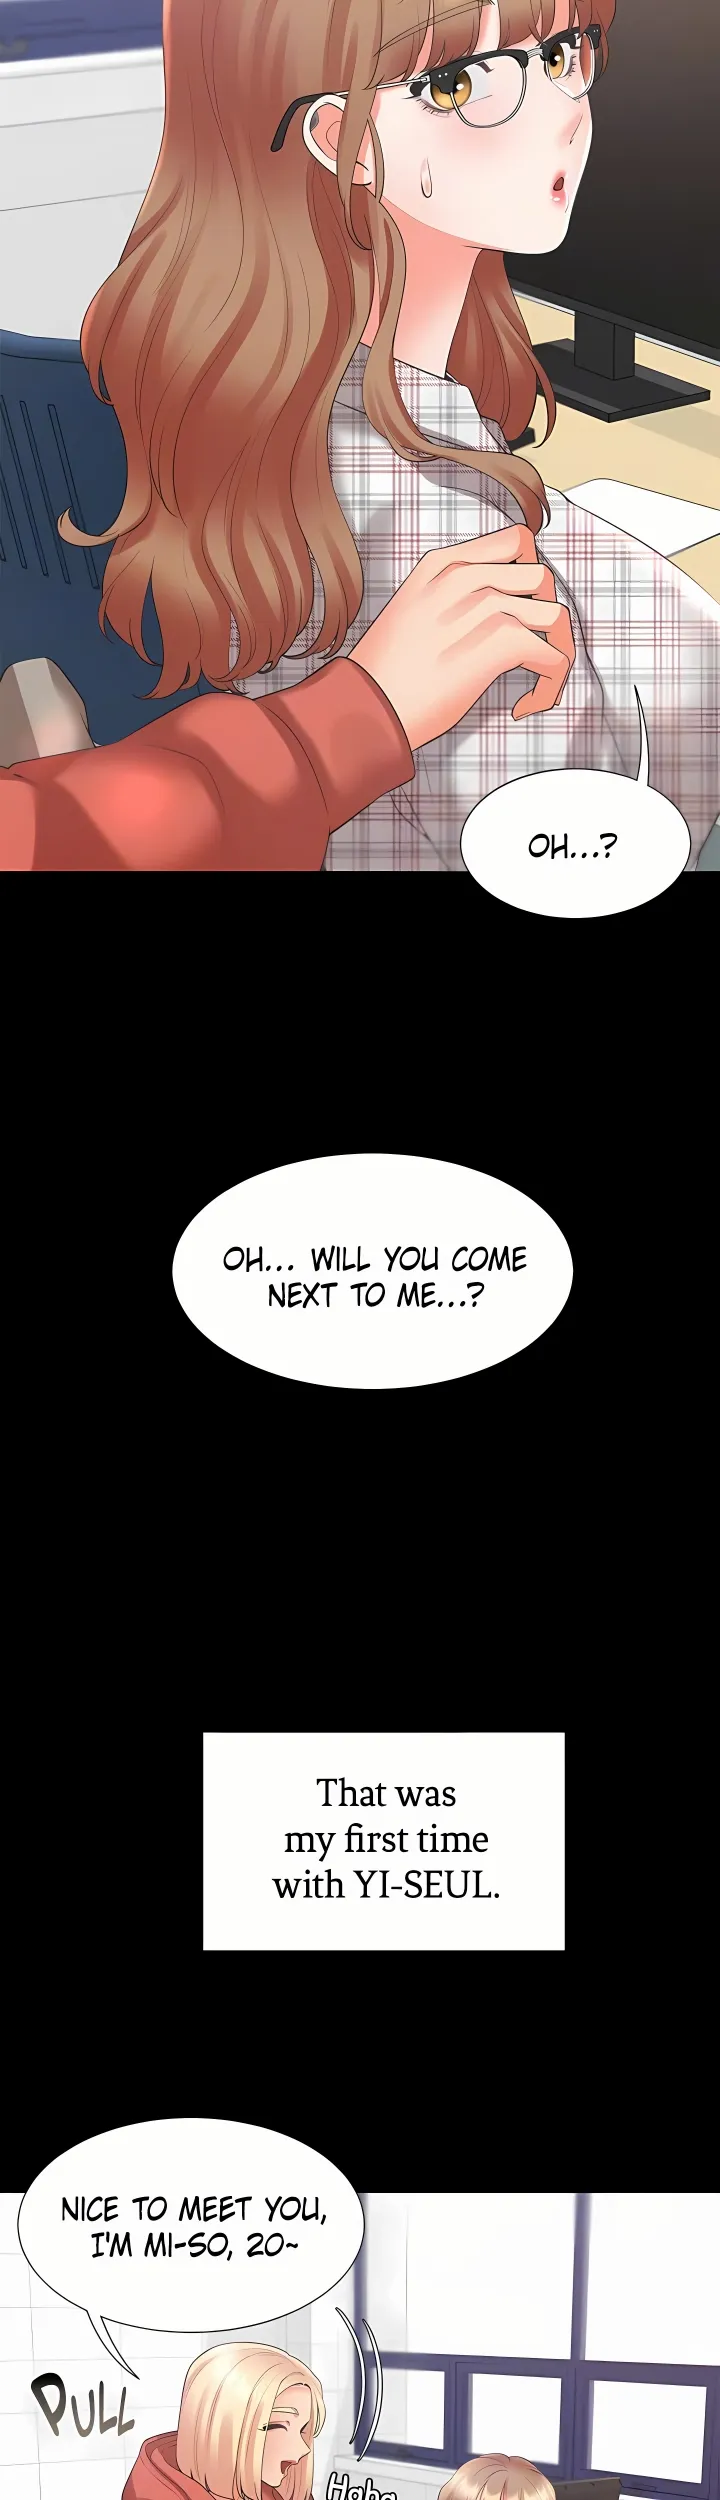 OH...?
OH... WILL YOU COME
NEXT TO ME...?
That was
my first time
with YI-SEUL.
NICE TO MEET YOU,
I'M MI-SO, 20~
PULL
Haha